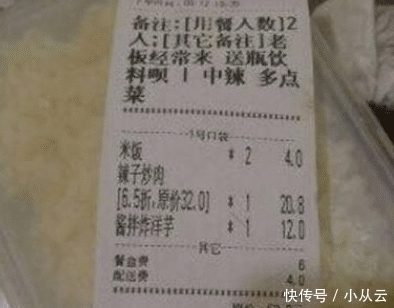 备注:[用餐人数]2
人;[其它备注]老
板经常来 送瓶饮
料呗 | 中辣 多点
菜
1号口袋
米饭 * 2 4.0
辣子炒肉
[6.5折,原价32.0] * 1 20.8
酱拌炸洋芋 * 1 12.0
其它
餐盒费 6
配送费 4.0
快传号 / 小从云